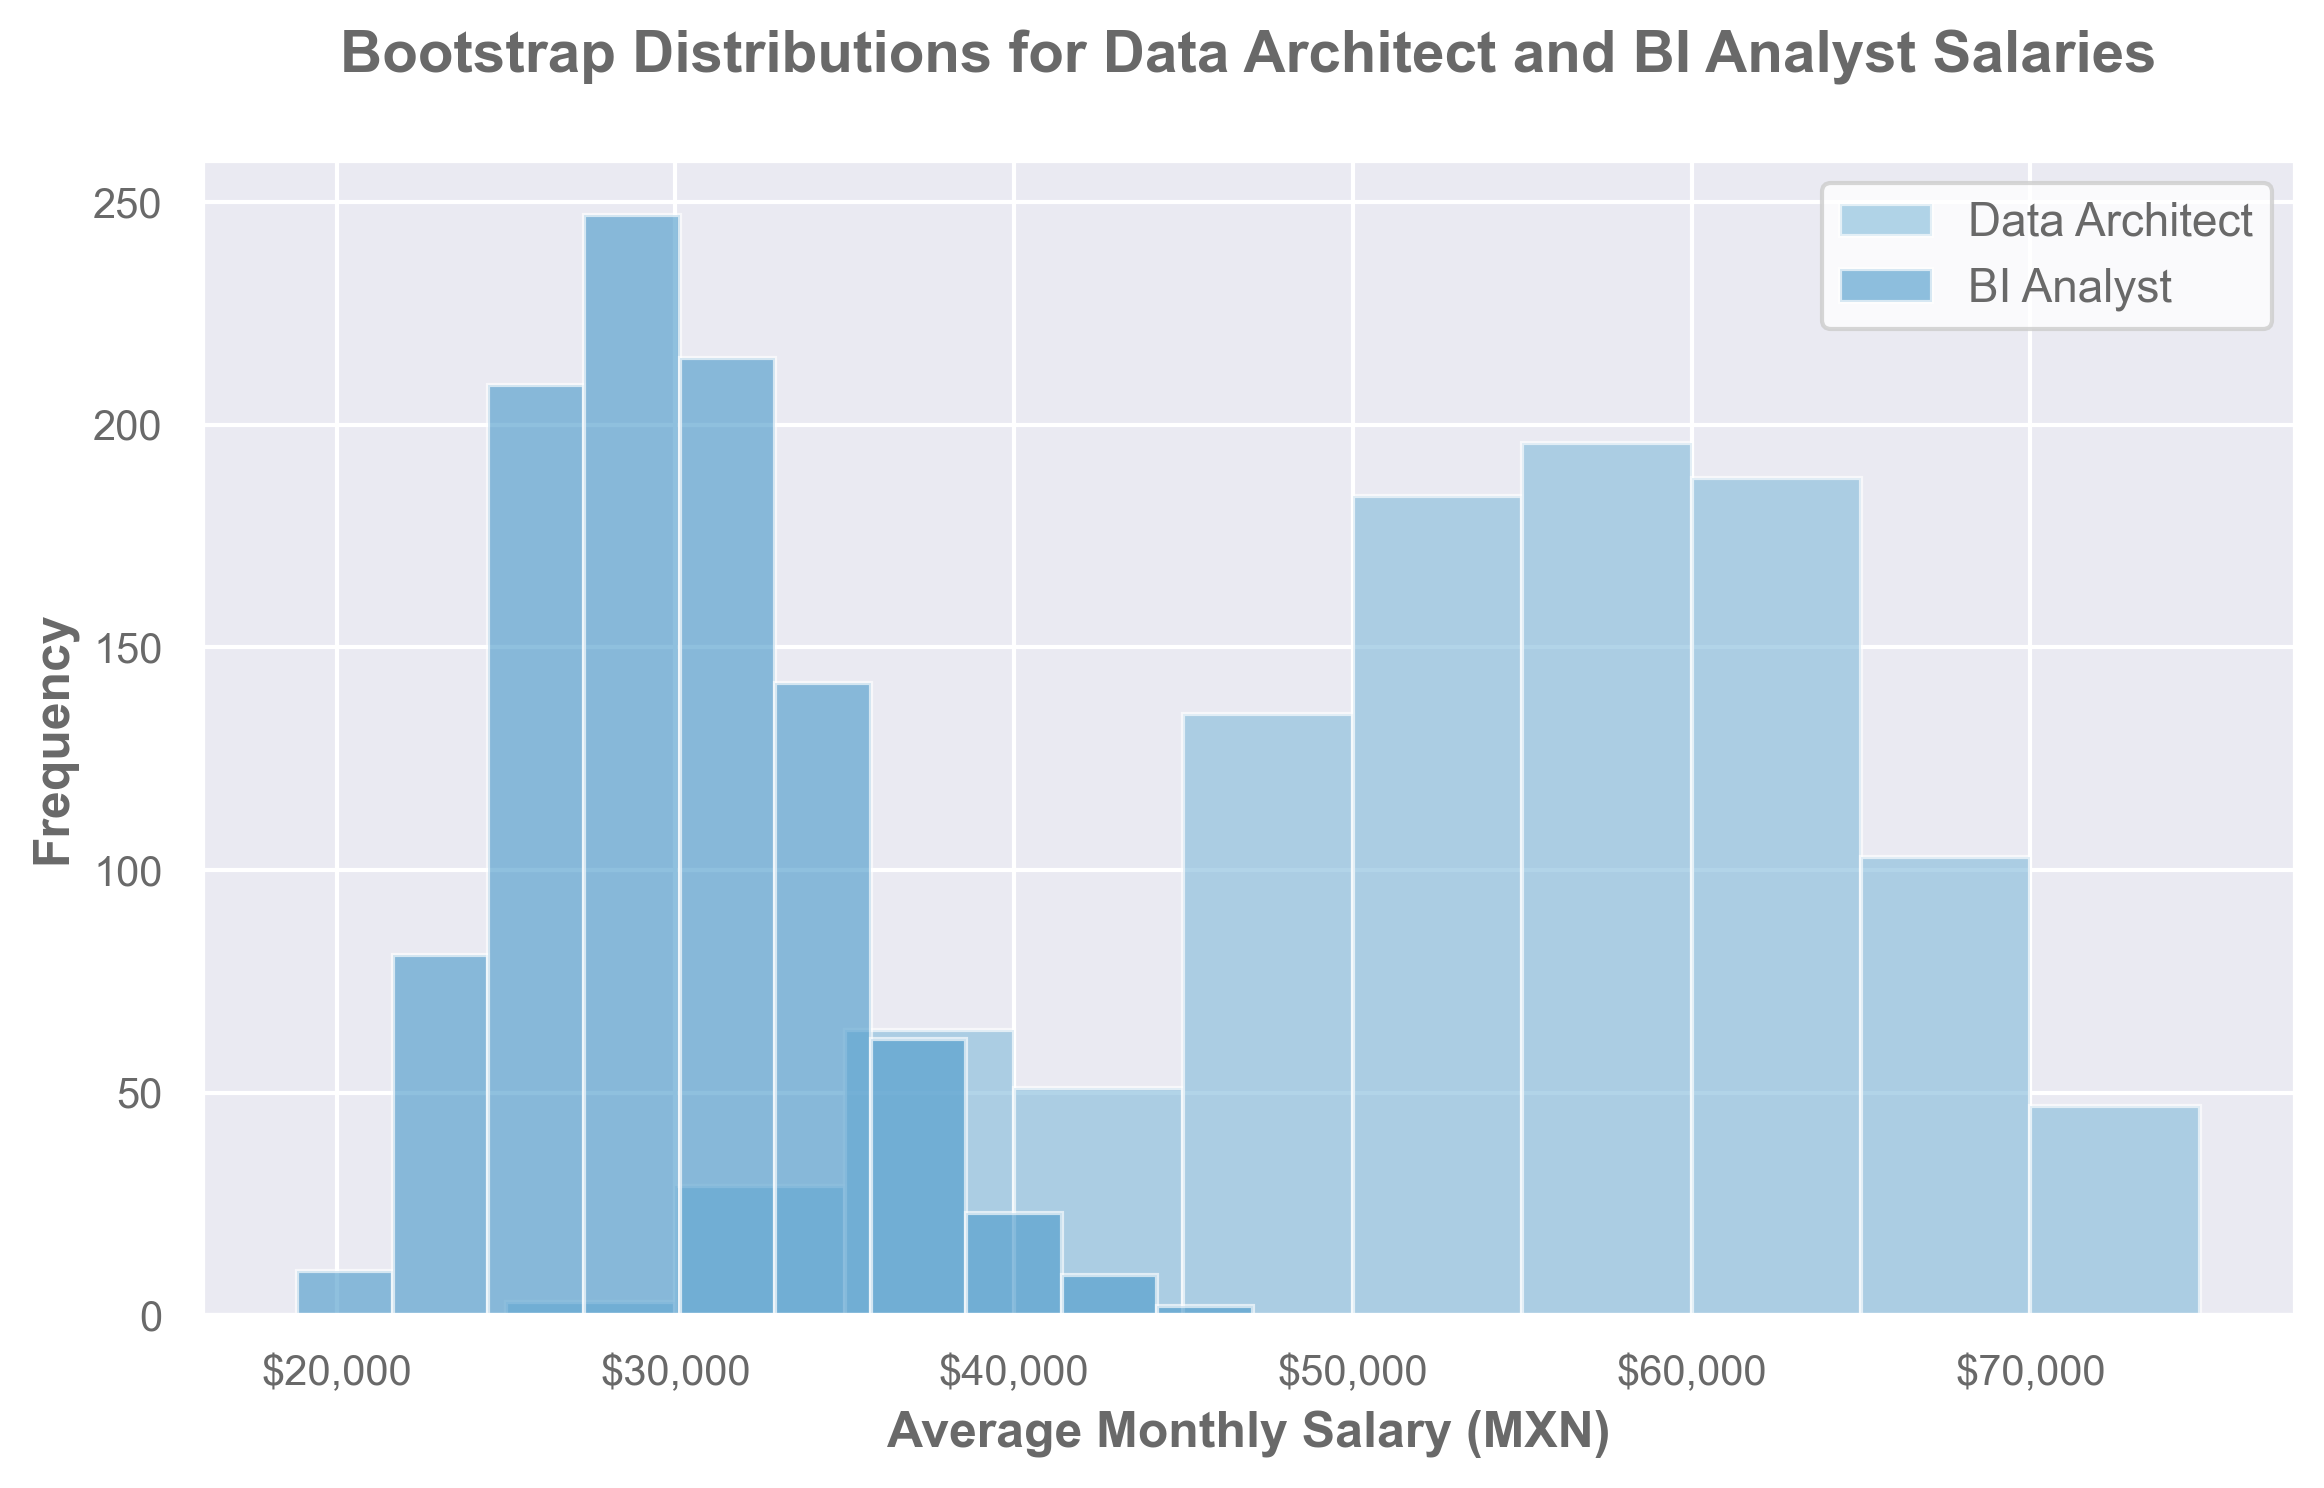 Bootstrap Distributions for Data Architect and BI Analyst Salaries
Data Architect
BI Analyst
Frequency
250
200
150
100
50
0
$20,000 $30,000 $40,000 $50,000 $60,000 $70,000
Average Monthly Salary (MXN)